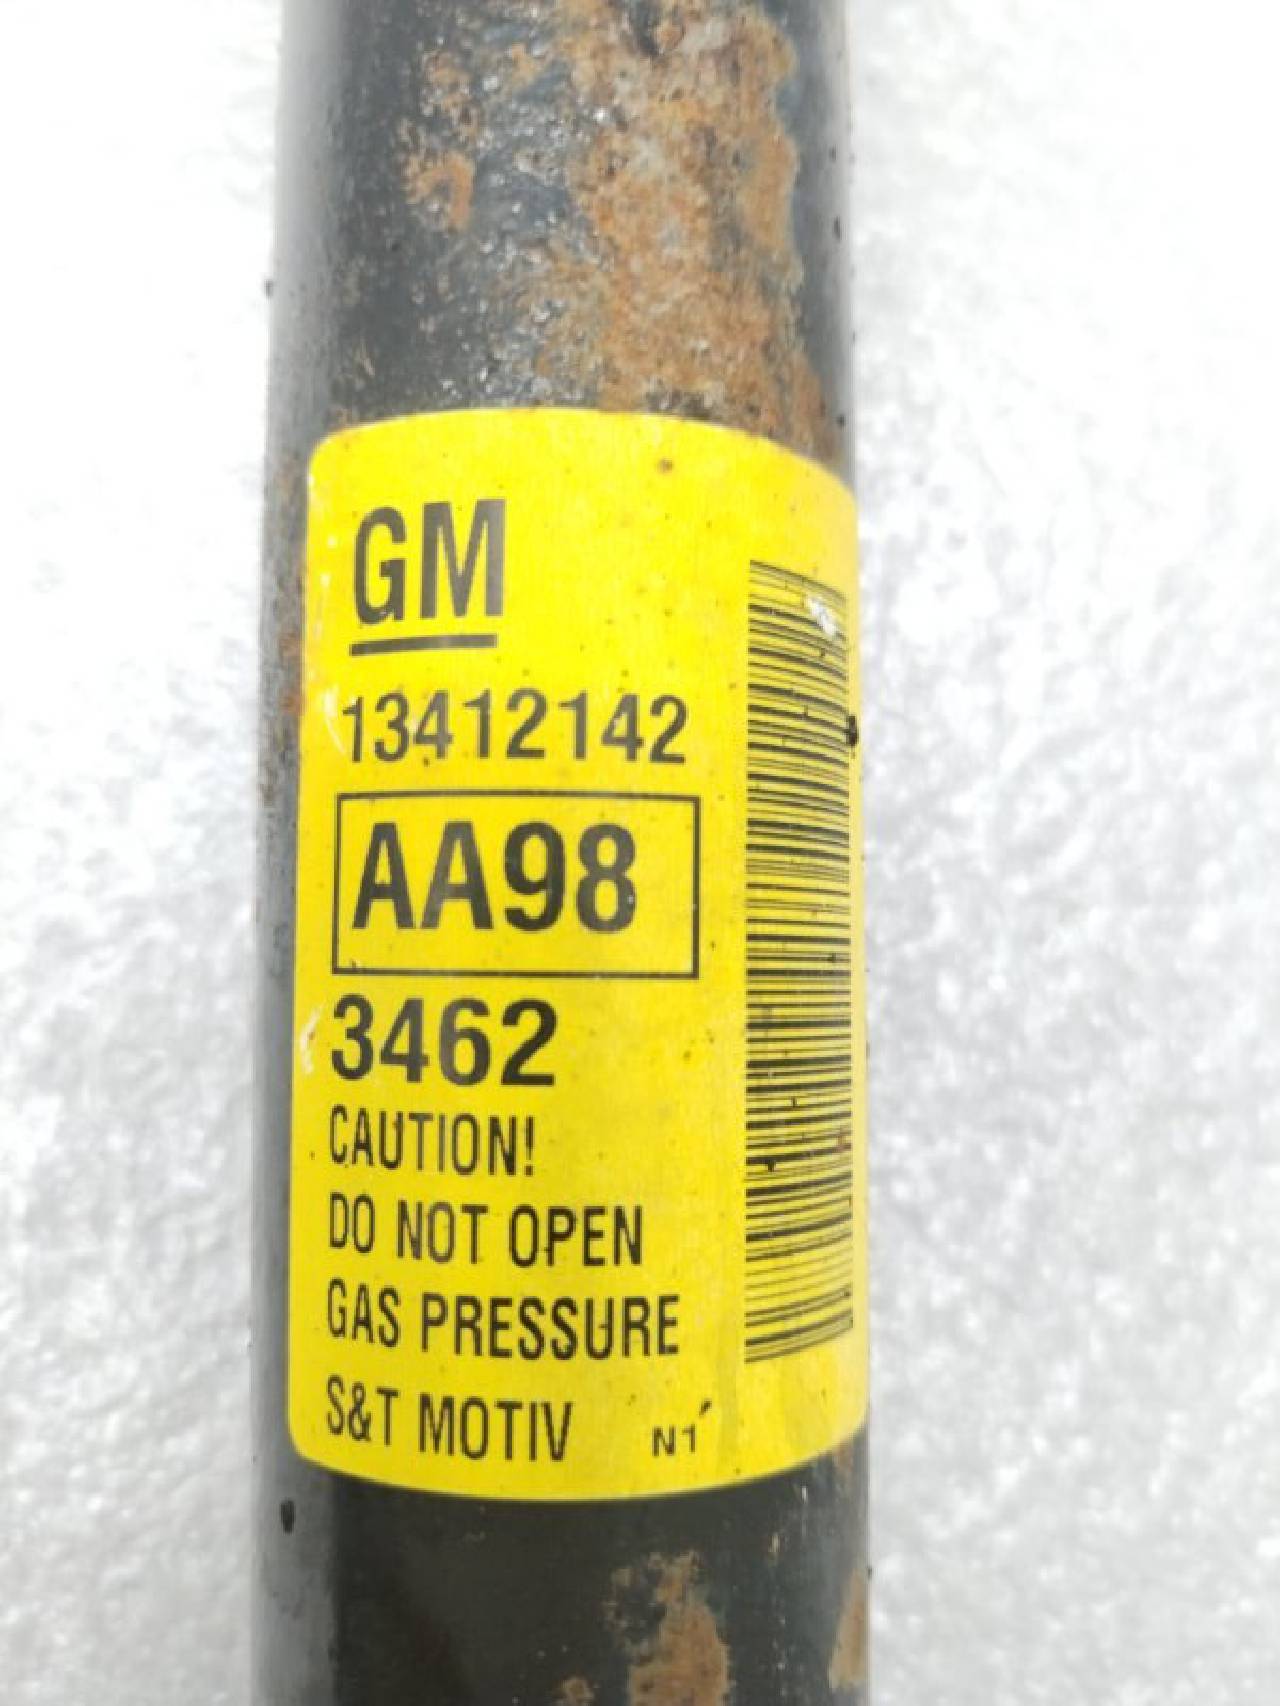 GM
13412142
AA98
3462
CAUTION!
DO NOT OPEN
GAS PRESSURE
S&T MOTIV N1